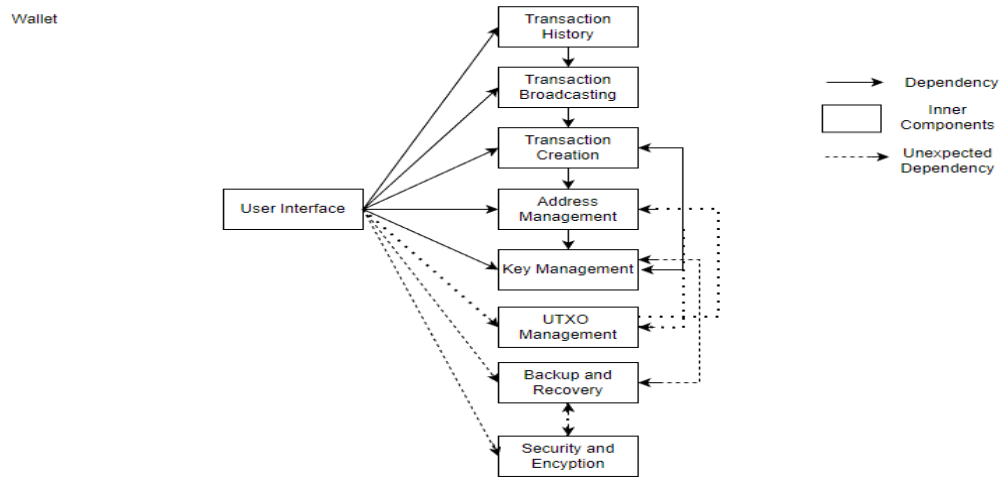 Wallet
Transaction
History
Transaction
Broadcasting
Transaction
Creation
User Interface
Address
Management
Key Management
UTXO
Management
Backup and
Recovery
Security and
Encyption
Dependency
Inner
Components
Unexpected
Dependency